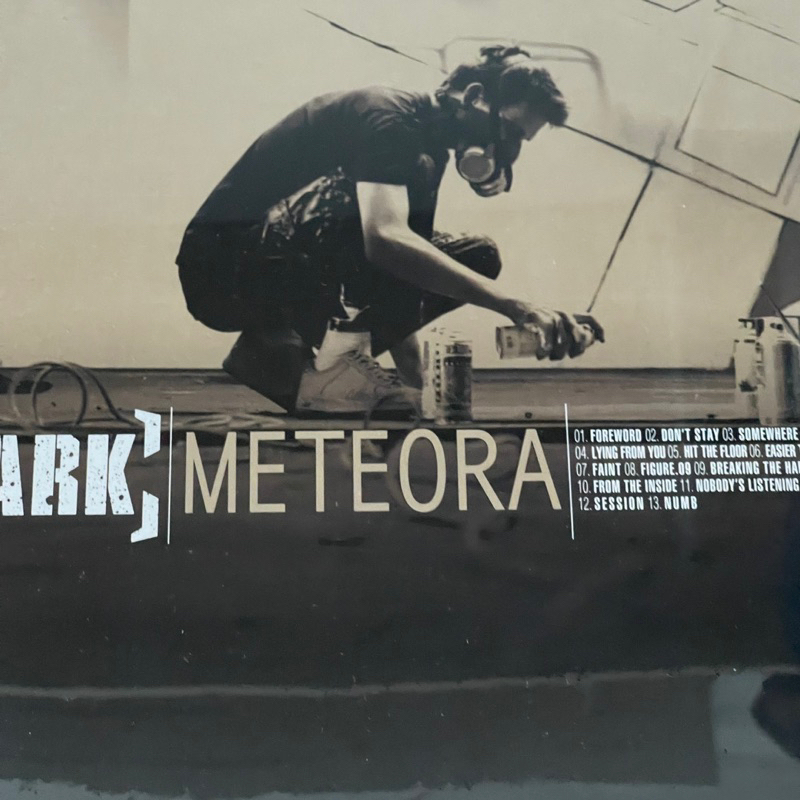 ARK]
METEORA
01. FOREWORD 02. DON'T STAY 03. SOMEWHERE
04. LYING FROM YOU 05. HIT THE FLOOR 06. EASIER T
07. FAINT 08. FIGURE.09 09. BREAKING THE HA
10. FROM THE INSIDE 11. NOBODY'S LISTENING
12. SESSION 13. NUMB